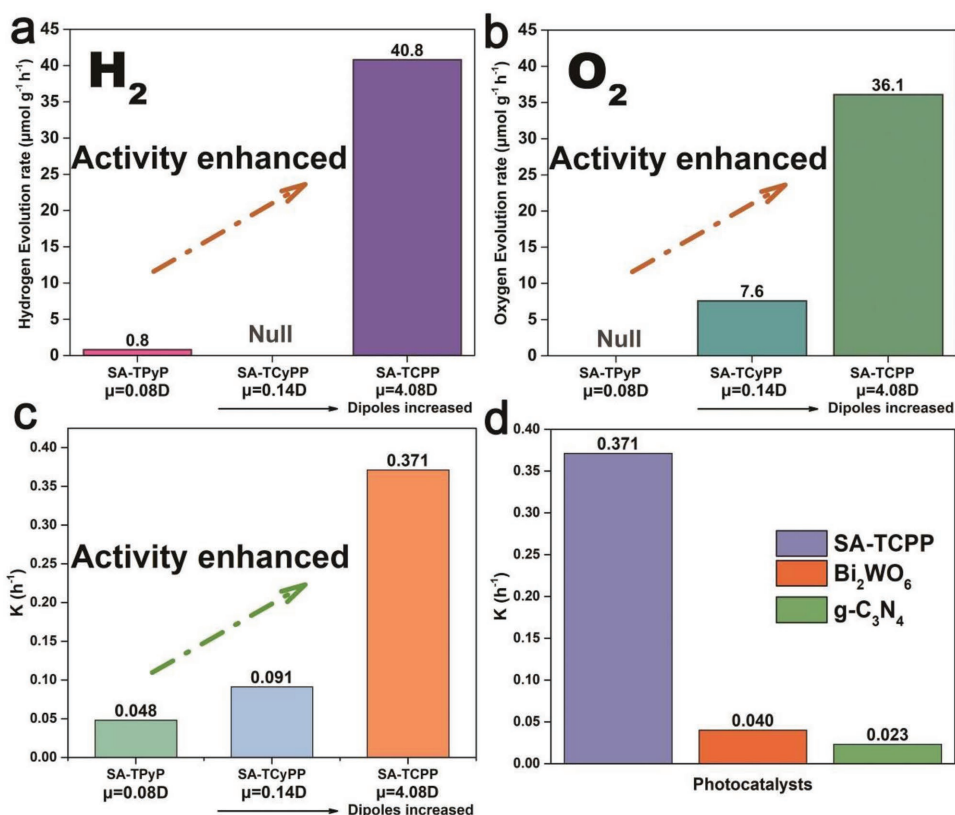 a
H₂
Hydrogen Evolution rate (μmol g⁻¹ h⁻¹)
45
40
35
30
25
20
15
10
5
0
40.8
Activity enhanced
0.8
Null
SA-TPyP
μ=0.08D
SA-TCyPP
μ=0.14D
SA-TCPP
μ=4.08D
Dipoles increased
b
O₂
Oxygen Evolution rate (μmol g⁻¹ h⁻¹)
45
40
35
30
25
20
15
10
5
0
36.1
Activity enhanced
7.6
Null
SA-TPyP
μ=0.08D
SA-TCyPP
μ=0.14D
SA-TCPP
μ=4.08D
Dipoles increased
c
K (h⁻¹)
0.40
0.35
0.30
0.25
0.20
0.15
0.10
0.05
0.00
0.371
Activity enhanced
0.091
0.048
SA-TPyP
μ=0.08D
SA-TCyPP
μ=0.14D
SA-TCPP
μ=4.08D
Dipoles increased
d
K (h⁻¹)
0.40
0.35
0.30
0.25
0.20
0.15
0.10
0.05
0.00
0.371
SA-TCPP
Bi₂WO₆
g-C₃N₄
0.040
0.023
Photocatalysts